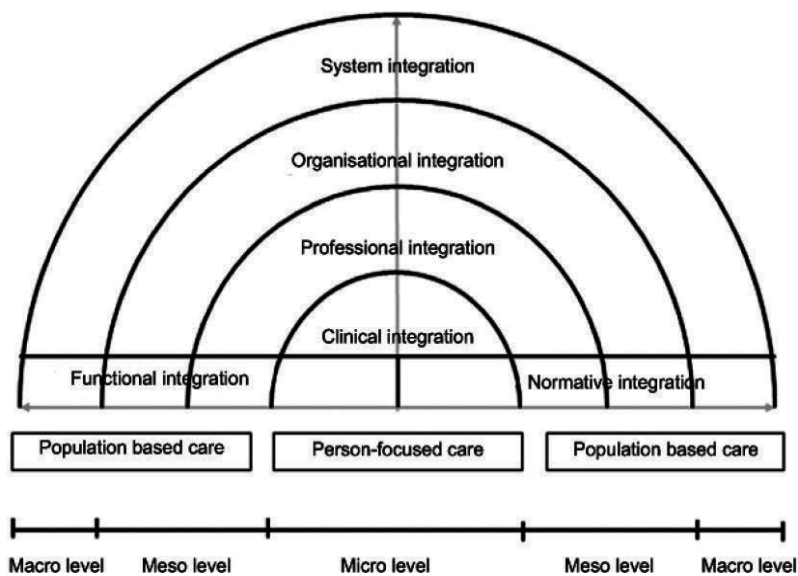 System integration
Organisational integration
Professional integration
Clinical integration
Functional integration
Normative integration
Population based care
Person-focused care
Population based care
Macro level
Meso level
Micro level
Meso level
Macro level